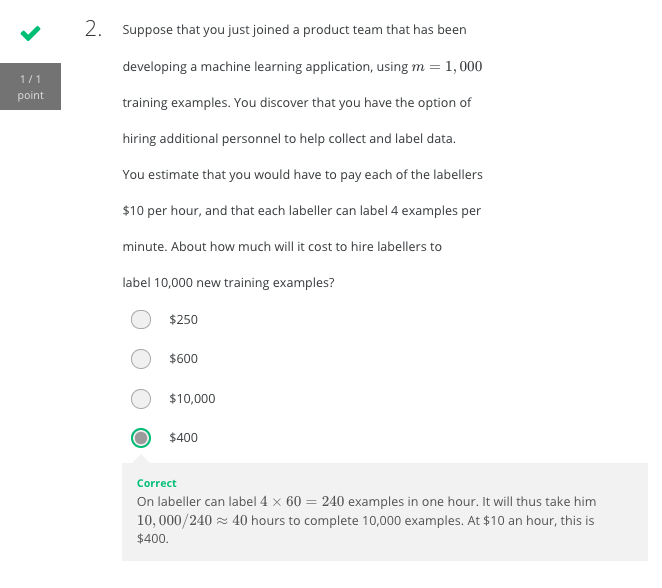 1 / 1
point
2. Suppose that you just joined a product team that has been
developing a machine learning application, using m = 1,000
training examples. You discover that you have the option of
hiring additional personnel to help collect and label data.
You estimate that you would have to pay each of the labellers
$10 per hour, and that each labeller can label 4 examples per
minute. About how much will it cost to hire labellers to
label 10,000 new training examples?
$250
$600
$10,000
$400
Correct
On labeller can label 4 × 60 = 240 examples in one hour. It will thus take him
10,000/240 ≈ 40 hours to complete 10,000 examples. At $10 an hour, this is
$400.